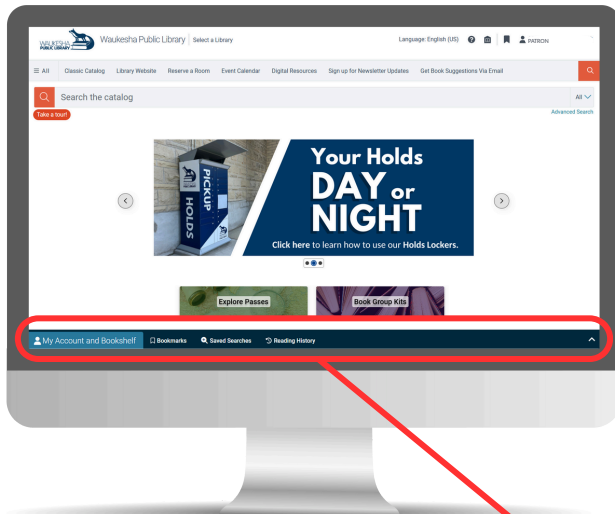 WAUKESHA
PUBLIC LIBRARY
Waukesha Public Library Select a Library
Language: English (US) PATRON
All Classic Catalog Library Website Reserve a Room Event Calendar Digital Resources Sign up for Newsletter Updates Get Book Suggestions Via Email
Search the catalog All
Take a tour! Advanced Search
PICKUP
HOLDS
Your Holds
DAY or
NIGHT
Click here to learn how to use our Holds Lockers.
Explore Passes Book Group Kits
My Account and Bookshelf Bookmarks Saved Searches Reading History